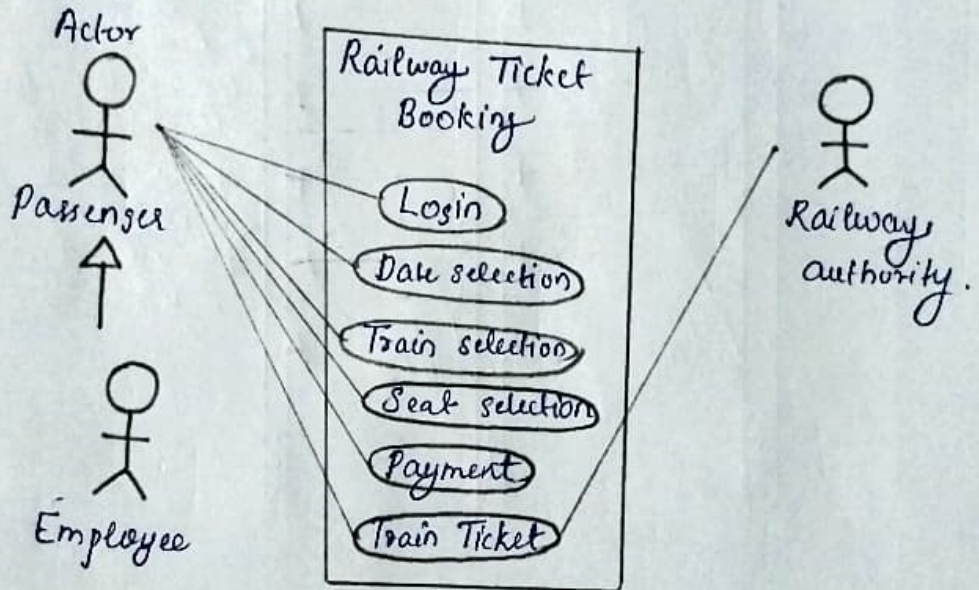 Actor
Passenger
Employee
Railway Ticket
Booking
Login
Date selection
Train selection
Seat selection
Payment
Train Ticket
Railway
authority.